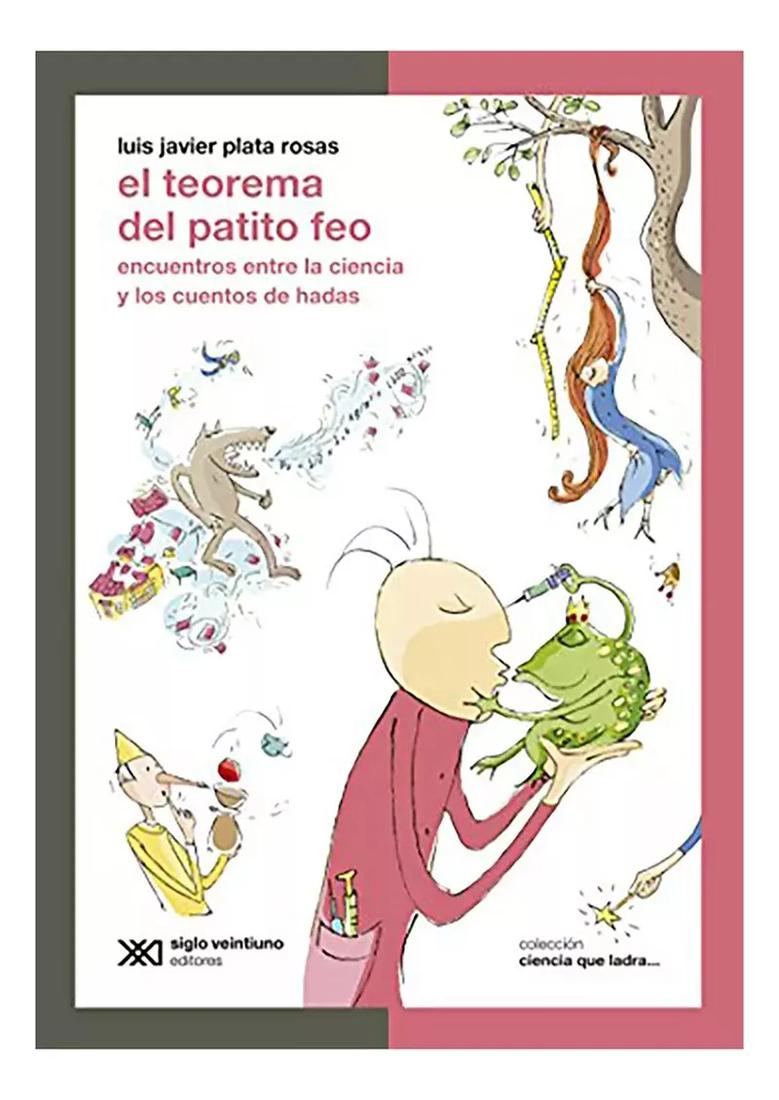 luis javier plata rosas
el teorema
del patito feo
encuentros entre la ciencia
y los cuentos de hadas
siglo veintiuno
editores
colección
ciencia que ladra...